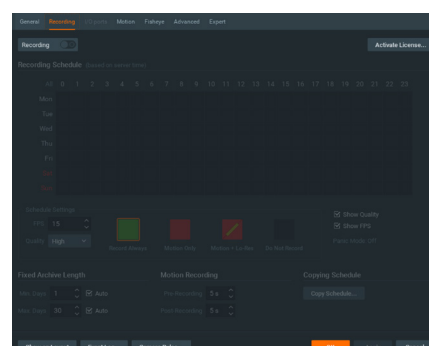 General Recording Motion Fisheye Advanced Expert
Recording Activate License...
Recording Schedule
All 0 1 2 3 4 5 6 7 8 9 10 11 12 13 14 15 16 17 18 19 20 21 22 23
Mon
Tue
Wed
Thu
Fri
Sat
Sun
Schedule Settings
FPS 15
Quality High
Record Always Motion Only Motion + Lo-Res Do Not Record
Show Quality
Show FPS
Fixed Archive Length Motion Recording Copying Schedule
Min. Days 1 Auto Pre-Recording 5 s Copy Schedule...
Max. Days 30 Auto Post-Recording 5 s